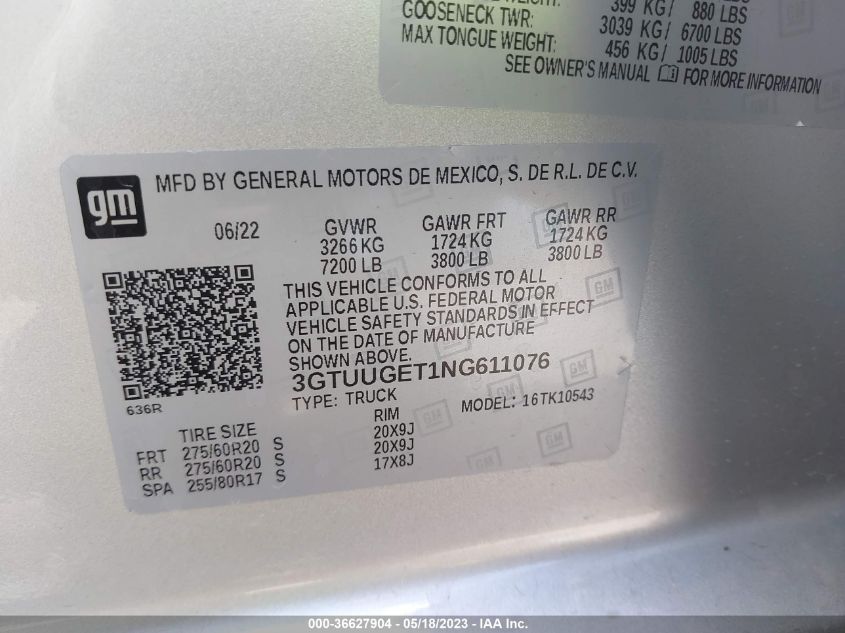 WEIGHT: 399 KG/ 880 LBS
GOOSENECK TWR: 3039 KG/ 6700 LBS
MAX TONGUE WEIGHT: 456 KG/ 1005 LBS
SEE OWNER'S MANUAL FOR MORE INFORMATION
GM
gm
MFD BY GENERAL MOTORS DE MEXICO, S. DE R.L. DE C.V.
06/22 GVWR GAWR FRT GAWR RR
3266 KG 1724 KG 1724 KG
7200 LB 3800 LB 3800 LB
THIS VEHICLE CONFORMS TO ALL
APPLICABLE U.S. FEDERAL MOTOR
VEHICLE SAFETY STANDARDS IN EFFECT
ON THE DATE OF MANUFACTURE
SHOWN ABOVE.
3GTUUGET1NG611076
TYPE: TRUCK MODEL: 16TK10543
636R
TIRE SIZE RIM
FRT 275/60R20 S 20X9J
RR 275/60R20 S 20X9J
SPA 255/80R17 S 17X8J
000-36627904 - 05/18/2023 - IAA Inc.